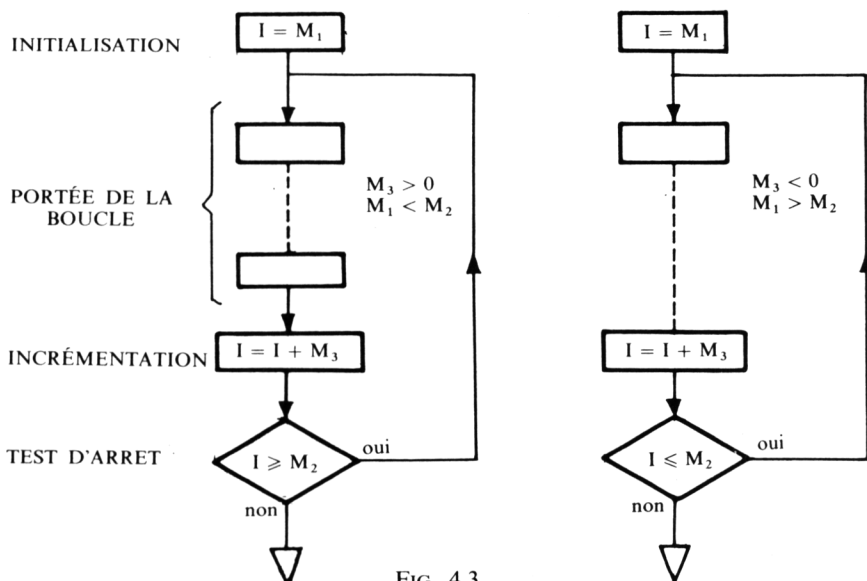 INITIALISATION
I = M₁
I = M₁
PORTÉE DE LA
BOUCLE
M₃ > 0
M₁ < M₂
M₃ < 0
M₁ > M₂
INCRÉMENTATION
I = I + M₃
I = I + M₃
TEST D'ARRET
I ⩾ M₂
oui
non
I ⩽ M₂
oui
non
FIG. 4.3